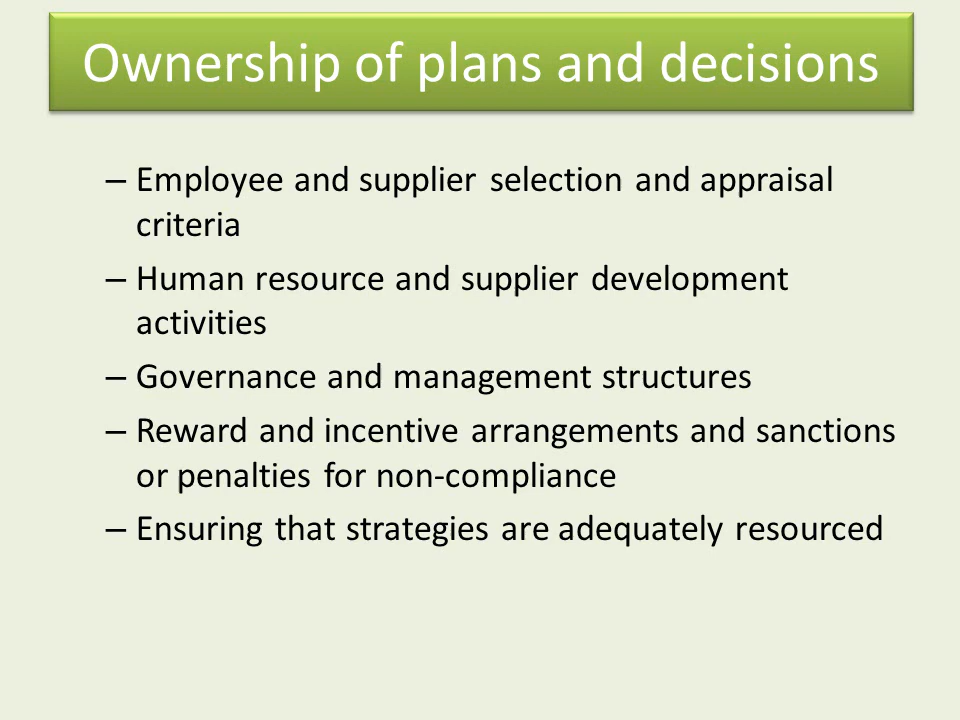 Ownership of plans and decisions
– Employee and supplier selection and appraisal
criteria
– Human resource and supplier development
activities
– Governance and management structures
– Reward and incentive arrangements and sanctions
or penalties for non-compliance
– Ensuring that strategies are adequately resourced